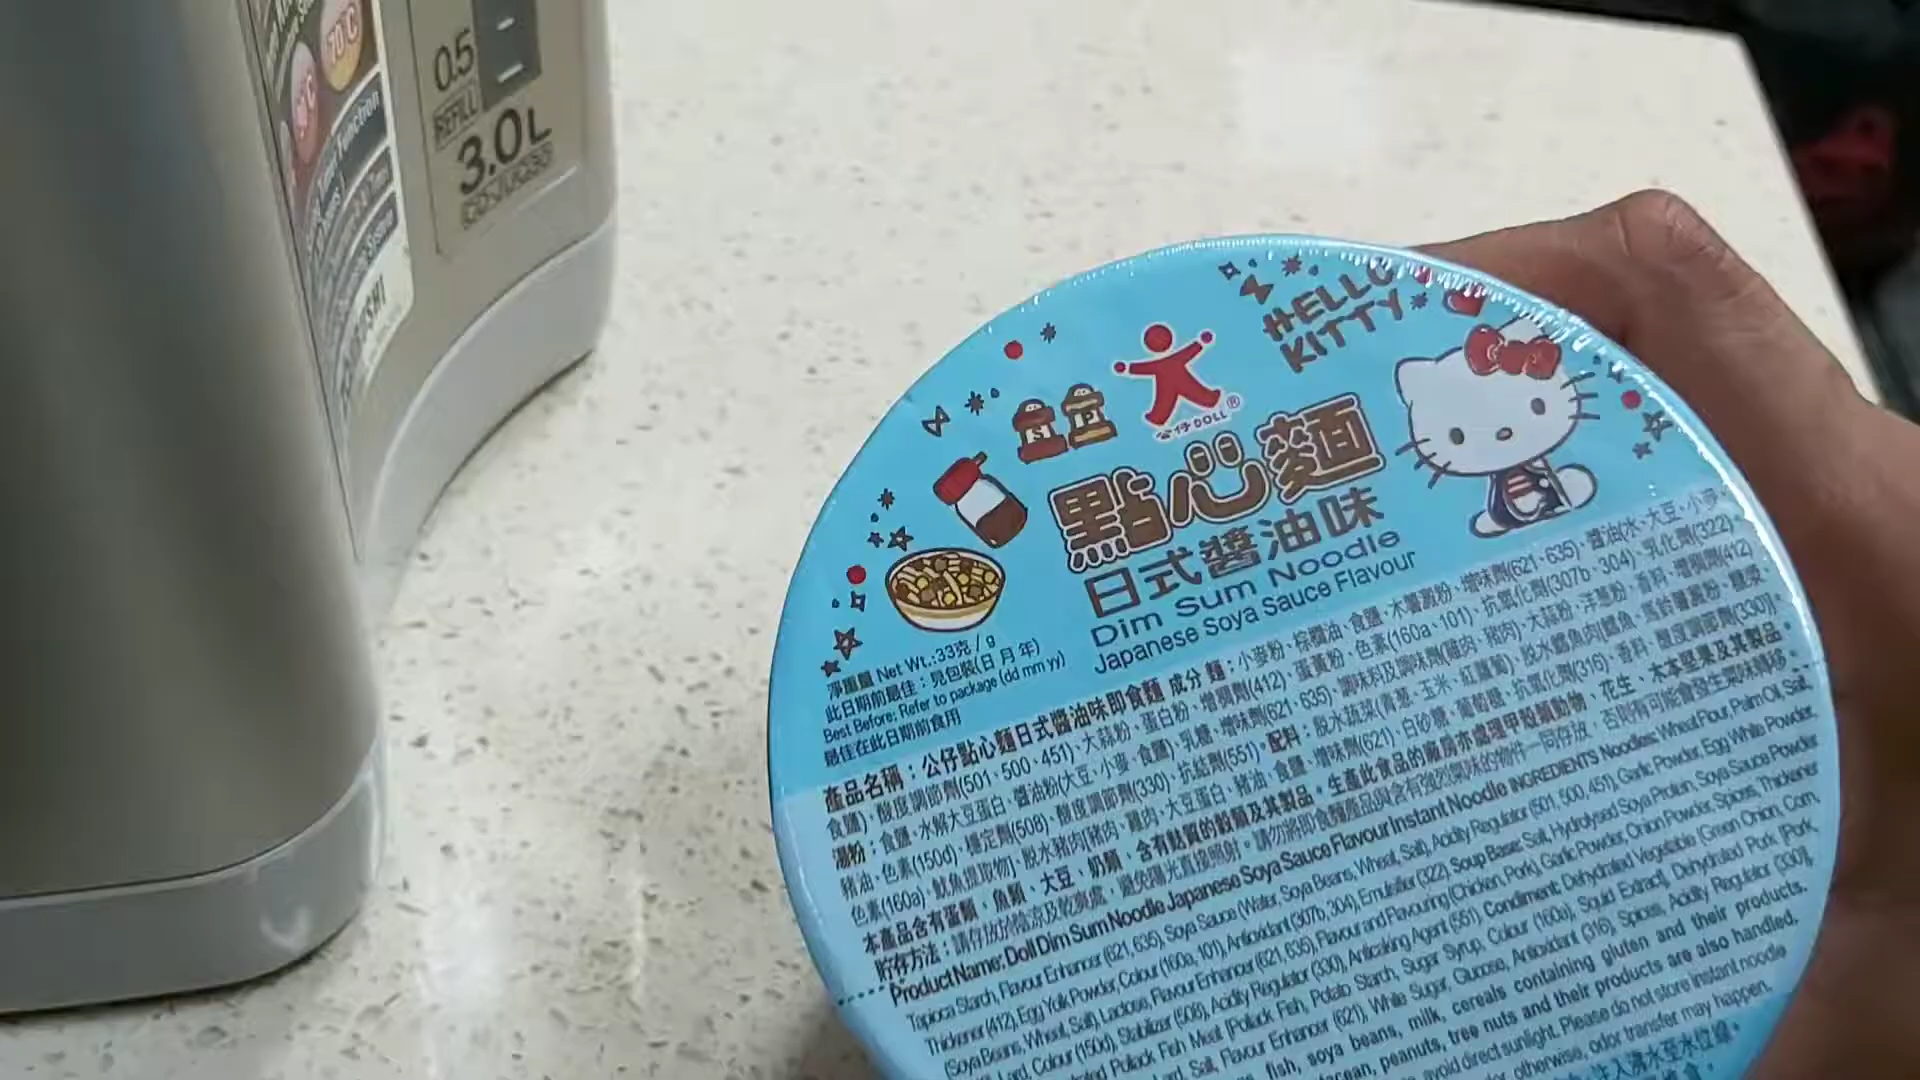 70°C
0.5
REFILL
3.0L
HELLO
KITTY
S P
公仔DOLL®
點心麵
日式醬油味
Dim Sum Noodle
Japanese Soya Sauce Flavour
淨重量 Net Wt.:33克 / g
此日期前最佳：見包裝(日 月 年)
Best Before: Refer to package (dd mm yy)
最佳在此日期前食用
產品名稱：公仔點心麵日式醬油味即食麵 成分 麵：小麥粉、棕櫚油、食鹽、木薯澱粉、增味劑(621、635)、醬油(水、大豆、小麥、
食鹽)、酸度調節劑(501、500、451)、大蒜粉、蛋白粉、增稠劑(412)、蛋黃粉、色素(160a、101)、抗氧化劑(307b、304)、乳化劑(322)、
湯粉：食鹽、水解大豆蛋白、醬油粉(大豆、小麥、食鹽)、乳糖、增味劑(621、635)、調味料及調味劑(雞肉、豬肉)、大蒜粉、洋葱粉、香料、增稠劑(412)
豬油、色素(150d)、穩定劑(508)、酸度調節劑(330)、抗結劑(551) 配料：脫水蔬菜(青葱、玉米、紅蘿蔔)、脫水鱈魚肉[鱈魚、馬鈴薯澱粉、糖漿、
色素(160a)、魷魚提取物]、脫水豬肉[豬肉、雞肉、大豆蛋白、豬油、食鹽、增味劑(621)、白砂糖、葡萄糖、抗氧化劑(316)、香料、酸度調節劑(330)]。
本產品含有蛋類、魚類、大豆、奶類、含有麩質的穀類及其製品。生產此食品的廠房亦處理甲殼類動物、花生、木本堅果及其製品。
貯存方法：請存放於陰涼及乾爽處，避免陽光直接照射。請勿將即食麵產品與含有強烈氣味的物件一同存放，否則有可能會發生氣味轉移。
Product Name: Doll Dim Sum Noodle Japanese Soya Sauce Flavour Instant Noodle INGREDIENTS Noodles: Wheat Flour, Palm Oil, Salt,
Tapioca Starch, Flavour Enhancer (621, 635), Soya Sauce (Water, Soya Beans, Wheat, Salt), Acidity Regulator (501, 500, 451), Garlic Powder, Egg White Powder,
Thickener (412), Egg Yolk Powder, Colour (160a, 101), Antioxidant (307b, 304), Emulsifier (322) Soup Base: Salt, Hydrolysed Soya Protein, Soya Sauce Powder
(Soya Beans, Wheat, Salt), Lactose, Flavour Enhancer (621, 635), Flavour and Flavouring (Chicken, Pork), Garlic Powder, Onion Powder, Spices, Thickener
Lard, Colour (150d), Stabilizer (508), Acidity Regulator (330), Anticaking Agent (551) Condiment: Dehydrated Vegetable (Green Onion, Corn,
Pollack Fish Meat [Pollack Fish, Potato Starch, Sugar Syrup, Colour (160a), Squid Extract], Dehydrated Pork [Pork,
Lard, Salt, Flavour Enhancer (621), White Sugar, Glucose, Antioxidant (316), Spices, Acidity Regulator (330)].
fish, soya beans, milk, cereals containing gluten and their products.
peanuts, tree nuts and their products are also handled.
avoid direct sunlight. Please do not store instant noodle
otherwise, odor transfer may happen.